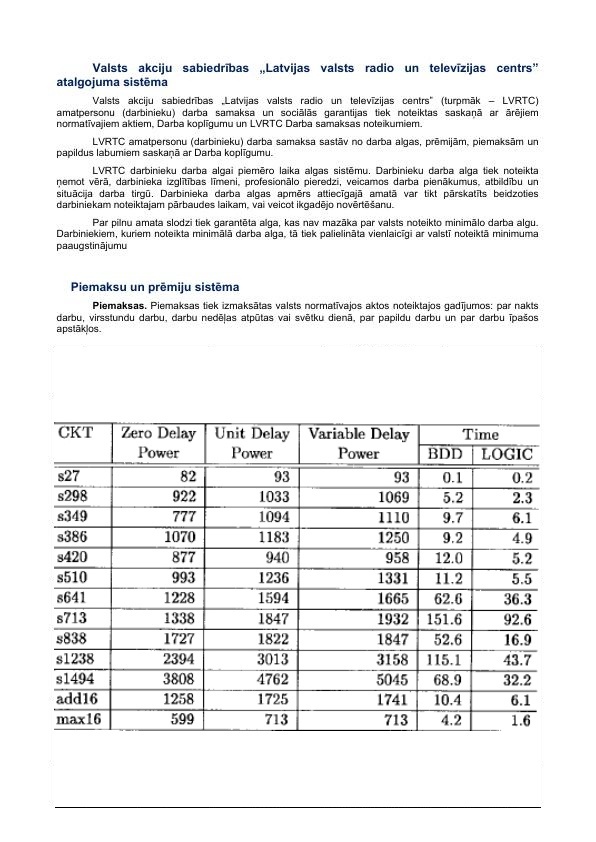 Valsts akciju sabiedrības „Latvijas valsts radio un televīzijas centrs”
atalgojuma sistēma
Valsts akciju sabiedrības „Latvijas valsts radio un televīzijas centrs” (turpmāk – LVRTC)
amatpersonu (darbinieku) darba samaksa un sociālās garantijas tiek noteiktas saskaņā ar ārējiem
normatīvajiem aktiem, Darba koplīgumu un LVRTC Darba samaksas noteikumiem.
LVRTC amatpersonu (darbinieku) darba samaksa sastāv no darba algas, prēmijām, piemaksām un
papildus labumiem saskaņā ar Darba koplīgumu.
LVRTC darbinieku darba algai piemēro laika algas sistēmu. Darbinieku darba alga tiek noteikta
ņemot vērā, darbinieka izglītības līmeni, profesionālo pieredzi, veicamos darba pienākumus, atbildību un
situācija darba tirgū. Darbinieka darba algas apmērs attiecīgajā amatā var tikt pārskatīts beidzoties
darbiniekam noteiktajam pārbaudes laikam, vai veicot ikgadējo novērtēšanu.
Par pilnu amata slodzi tiek garantēta alga, kas nav mazāka par valsts noteikto minimālo darba algu.
Darbiniekiem, kuriem noteikta minimālā darba alga, tā tiek palielināta vienlaicīgi ar valstī noteiktā minimuma
paaugstinājumu
Piemaksu un prēmiju sistēma
Piemaksas. Piemaksas tiek izmaksātas valsts normatīvajos aktos noteiktajos gadījumos: par nakts
darbu, virsstundu darbu, darbu nedēļas atpūtas vai svētku dienā, par papildu darbu un par darbu īpašos
apstākļos.
CKT Zero Delay Unit Delay Variable Delay Time
Power Power Power BDD LOGIC
s27 82 93 93 0.1 0.2
s298 922 1033 1069 5.2 2.3
s349 777 1094 1110 9.7 6.1
s386 1070 1183 1250 9.2 4.9
s420 877 940 958 12.0 5.2
s510 993 1236 1331 11.2 5.5
s641 1228 1594 1665 62.6 36.3
s713 1338 1847 1932 151.6 92.6
s838 1727 1822 1847 52.6 16.9
s1238 2394 3013 3158 115.1 43.7
s1494 3808 4762 5045 68.9 32.2
add16 1258 1725 1741 10.4 6.1
max16 599 713 713 4.2 1.6